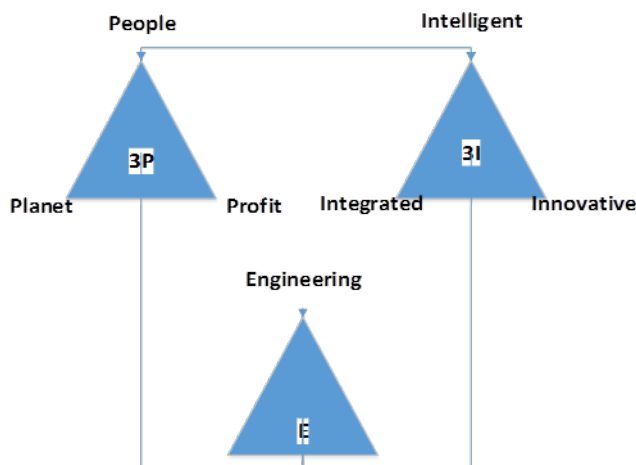 People
Intelligent
3P
3I
Planet
Profit
Integrated
Innovative
Engineering
E